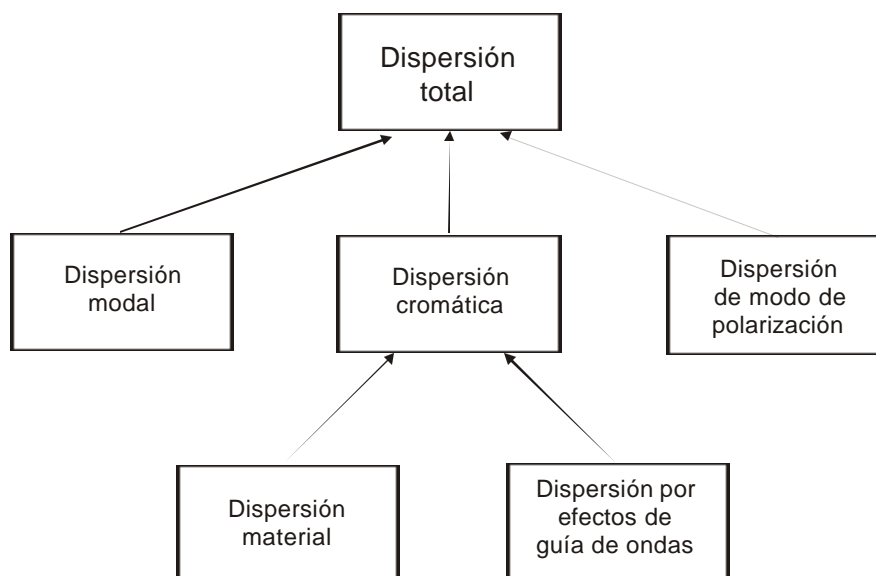 Dispersión
total
Dispersión
modal
Dispersión
cromática
Dispersión
de modo de
polarización
Dispersión
material
Dispersión por
efectos de
guía de ondas